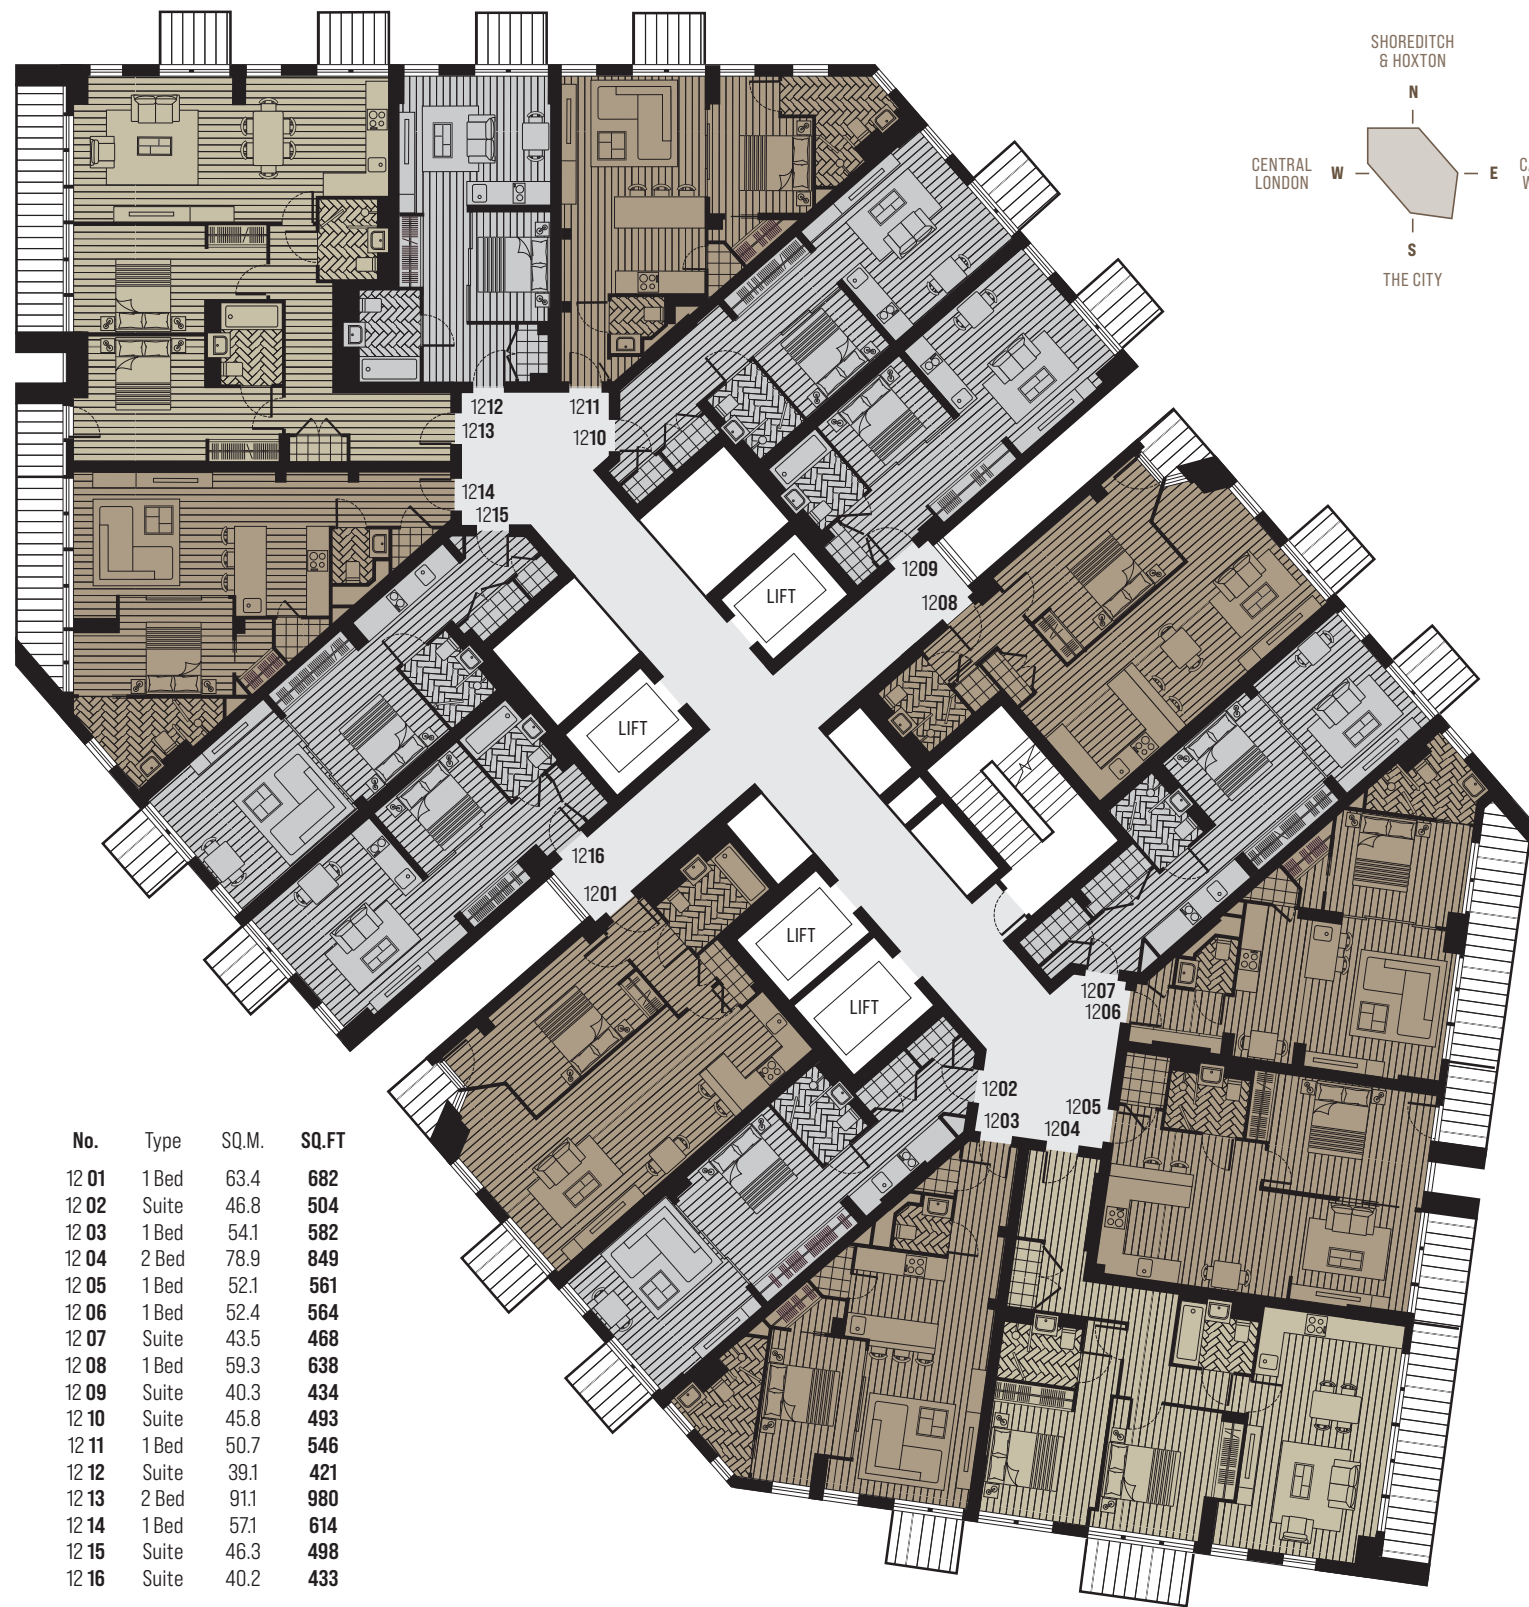 SHOREDITCH
& HOXTON
N
CENTRAL
LONDON
W
E
S
THE CITY
1212
1213
1211
1210
1214
1215
1209
1208
LIFT
LIFT
1216
1201
LIFT
LIFT
1207
1206
1202
1203
1205
1204
No. Type SQ.M. SQ.FT
12 01 1 Bed 63.4 682
12 02 Suite 46.8 504
12 03 1 Bed 54.1 582
12 04 2 Bed 78.9 849
12 05 1 Bed 52.1 561
12 06 1 Bed 52.4 564
12 07 Suite 43.5 468
12 08 1 Bed 59.3 638
12 09 Suite 40.3 434
12 10 Suite 45.8 493
12 11 1 Bed 50.7 546
12 12 Suite 39.1 421
12 13 2 Bed 91.1 980
12 14 1 Bed 57.1 614
12 15 Suite 46.3 498
12 16 Suite 40.2 433